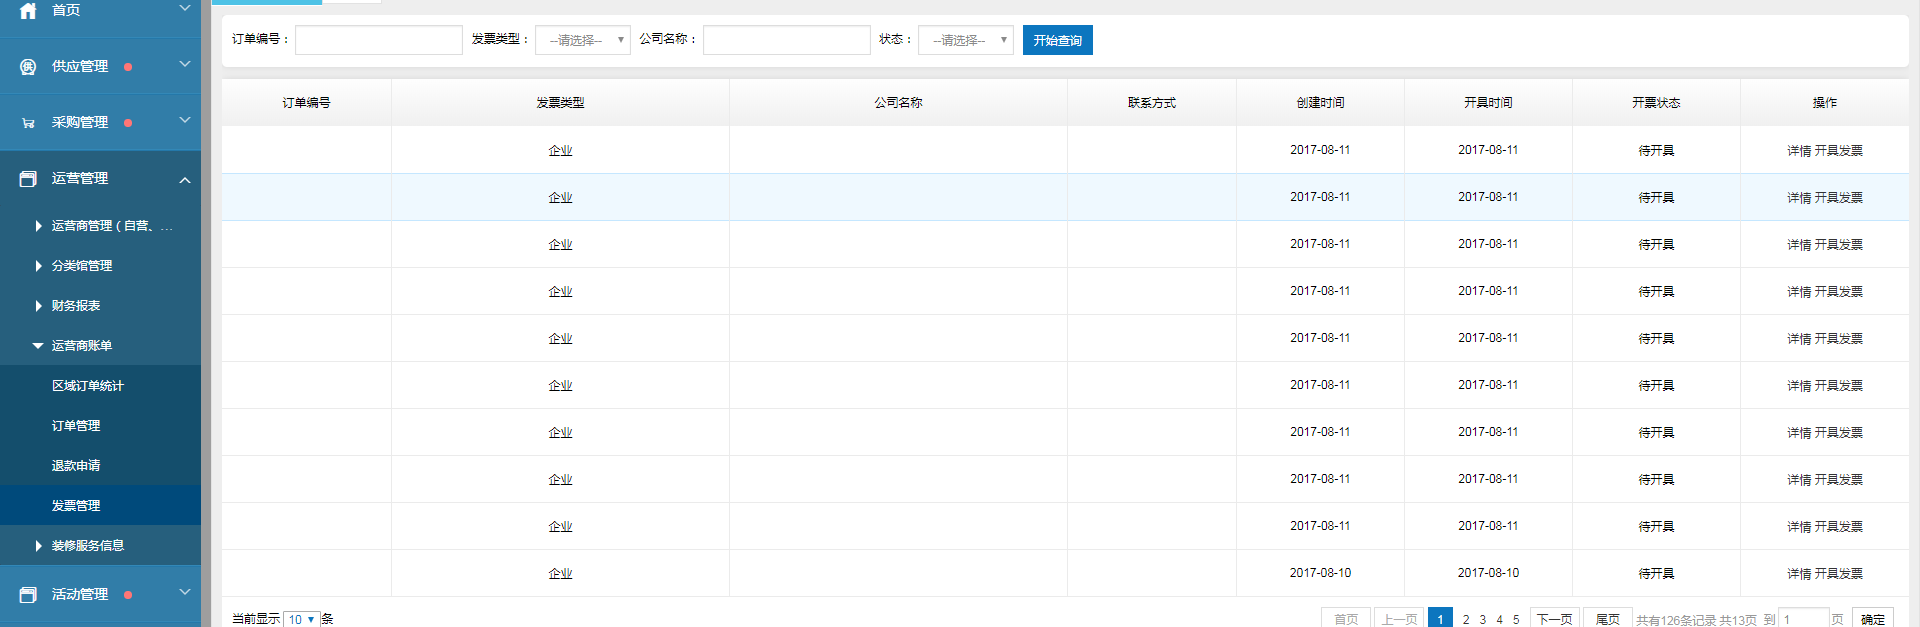 首页
供应管理
采购管理
运营管理
运营商管理（自营、...
分类馆管理
财务报表
运营商账单
区域订单统计
订单管理
退款申请
发票管理
装修服务信息
活动管理
订单编号： 发票类型： --请选择-- 公司名称： 状态： --请选择-- 开始查询
订单编号 发票类型 公司名称 联系方式 创建时间 开具时间 开票状态 操作
企业 2017-08-11 2017-08-11 待开具 详情 开具发票
企业 2017-08-11 2017-08-11 待开具 详情 开具发票
企业 2017-08-11 2017-08-11 待开具 详情 开具发票
企业 2017-08-11 2017-08-11 待开具 详情 开具发票
企业 2017-08-11 2017-08-11 待开具 详情 开具发票
企业 2017-08-11 2017-08-11 待开具 详情 开具发票
企业 2017-08-11 2017-08-11 待开具 详情 开具发票
企业 2017-08-11 2017-08-11 待开具 详情 开具发票
企业 2017-08-11 2017-08-11 待开具 详情 开具发票
企业 2017-08-10 2017-08-10 待开具 详情 开具发票
当前显示 10 条 首页 上一页 1 2 3 4 5 下一页 尾页 共有126条记录 共13页 到 1 页 确定